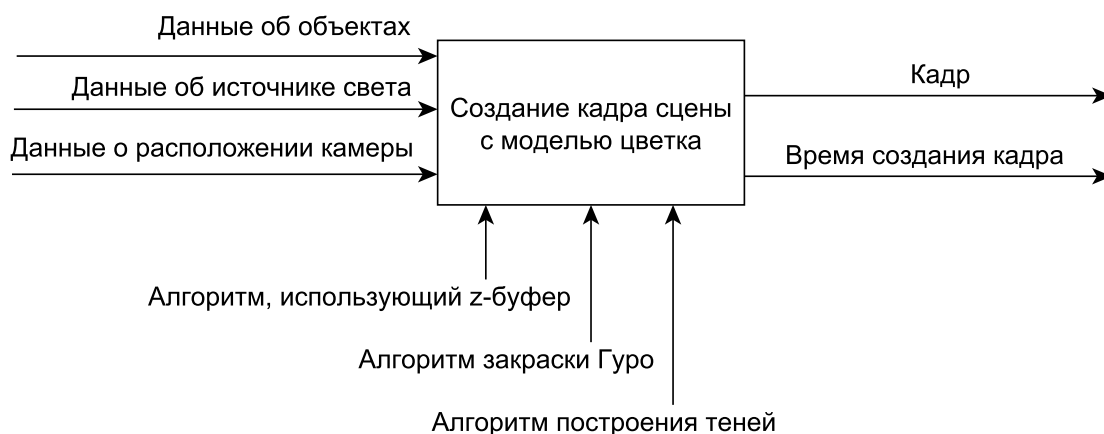 Данные об объектах
Данные об источнике света
Данные о расположении камеры
Создание кадра сцены
с моделью цветка
Кадр
Время создания кадра
Алгоритм, использующий z-буфер
Алгоритм закраски Гуро
Алгоритм построения теней